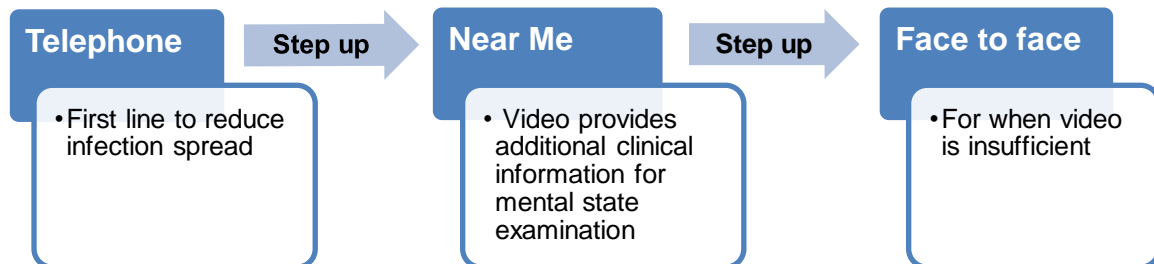 Telephone
•First line to reduce
infection spread
Step up
Near Me
• Video provides
additional clinical
information for
mental state
examination
Step up
Face to face
•For when video
is insufficient